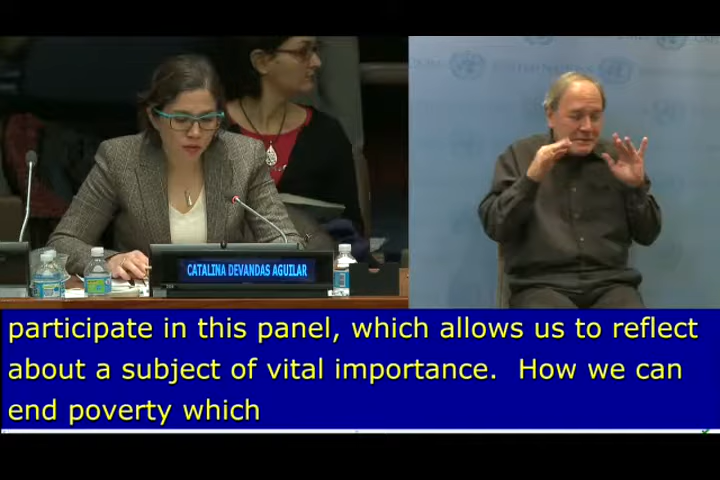 CATALINA DEVANDAS AGUILAR
participate in this panel, which allows us to reflect
about a subject of vital importance.  How we can
end poverty which